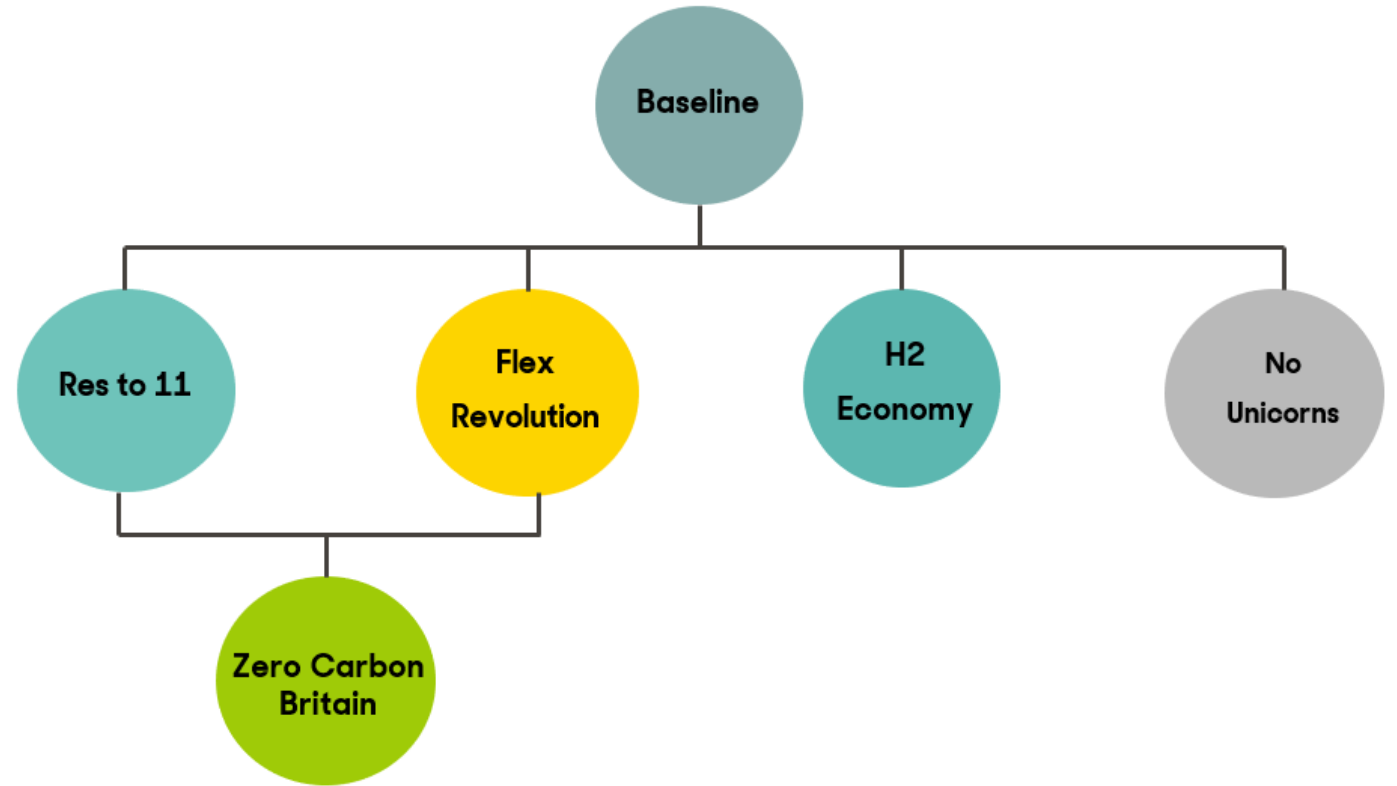 Baseline
Res to 11
Flex
Revolution
H2
Economy
No
Unicorns
Zero Carbon
Britain